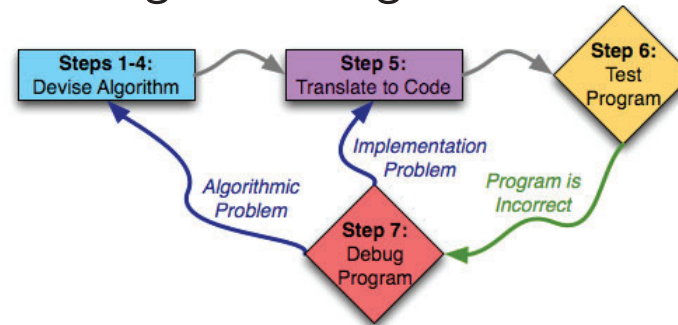 Steps 1-4:
Devise Algorithm
Step 5:
Translate to Code
Step 6:
Test
Program
Implementation
Problem
Algorithmic
Problem
Program is
Incorrect
Step 7:
Debug
Program